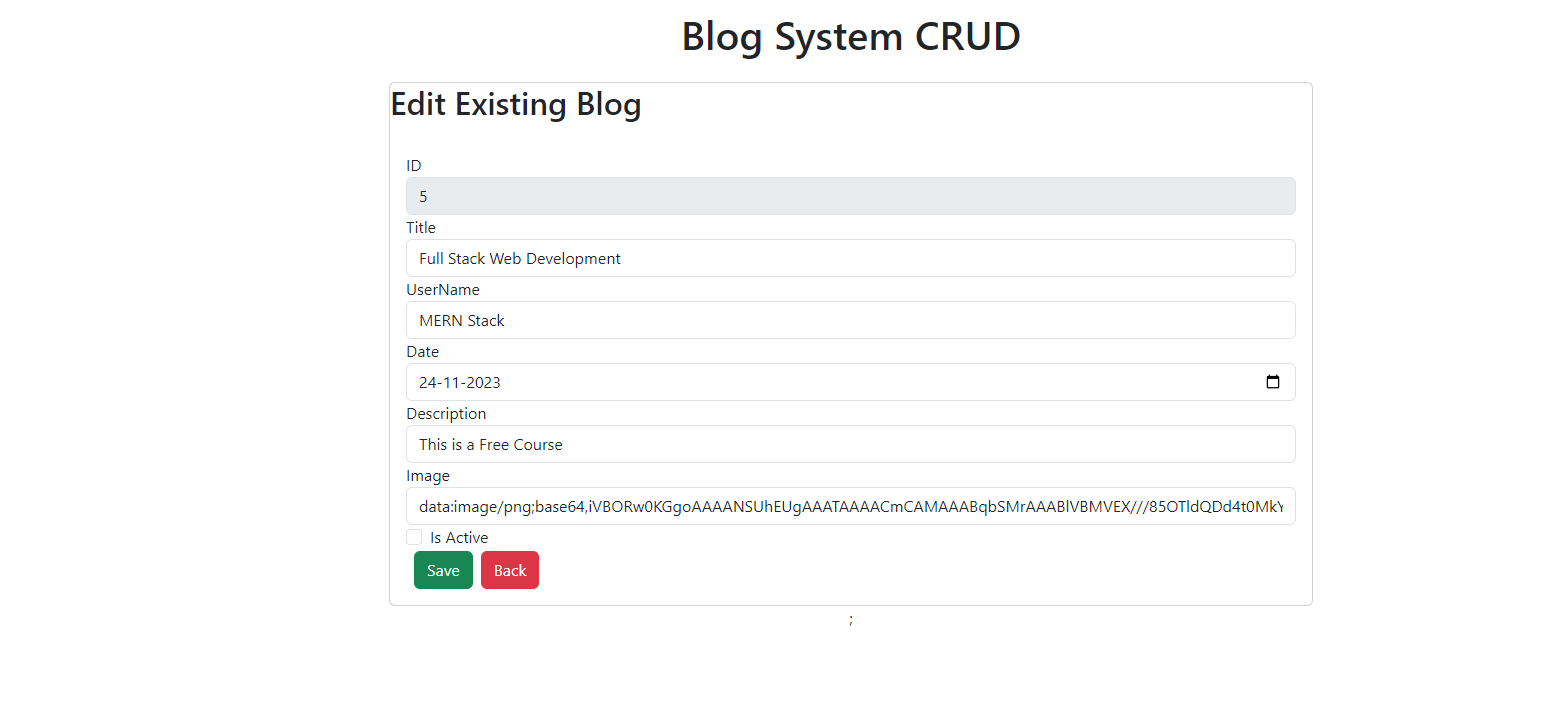 Blog System CRUD
Edit Existing Blog
ID
5
Title
Full Stack Web Development
UserName
MERN Stack
Date
24-11-2023
Description
This is a Free Course
Image
data:image/png;base64,iVBORw0KGgoAAAANSUhEUgAAATAAAACmCAMAAABqbSMrAAABlVBMVEX///85OTldQDd4t0MkY
Is Active
Save Back
;